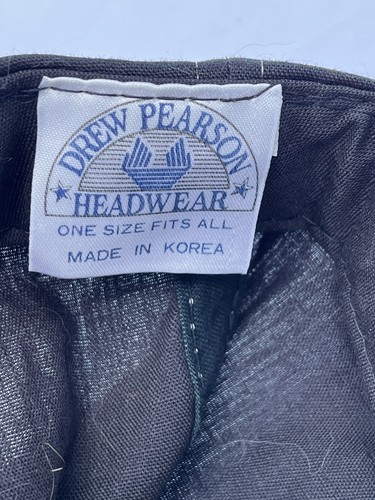 DREW PEARSON
HEADWEAR
ONE SIZE FITS ALL
MADE IN KOREA